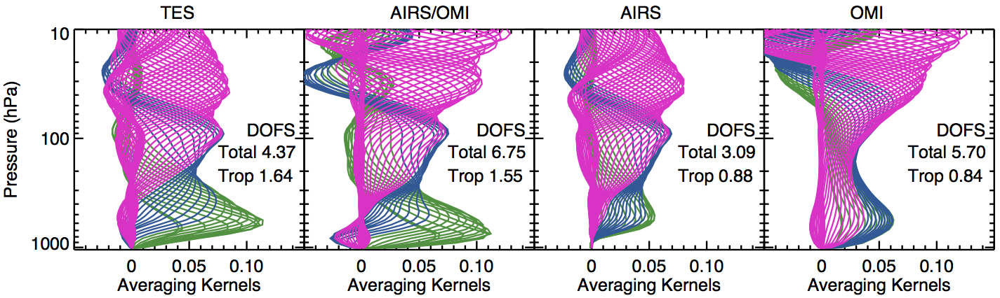 TES AIRS/OMI AIRS OMI
Pressure (hPa)
10
100
1000
DOFS DOFS DOFS DOFS
Total 4.37 Total 6.75 Total 3.09 Total 5.70
Trop 1.64 Trop 1.55 Trop 0.88 Trop 0.84
0 0.05 0.10 0 0.05 0.10 0 0.05 0.10 0 0.05 0.10
Averaging Kernels Averaging Kernels Averaging Kernels Averaging Kernels